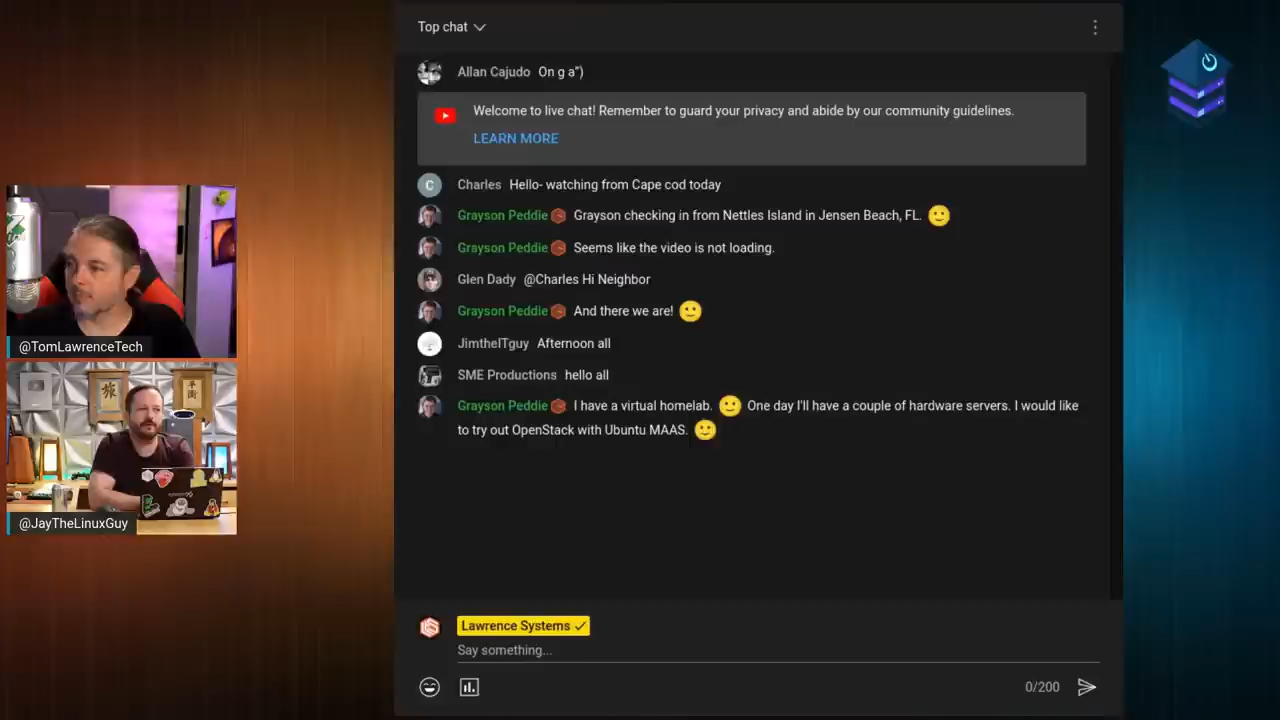 Top chat
Allan Cajudo On g a")
Welcome to live chat! Remember to guard your privacy and abide by our community guidelines.
LEARN MORE
C Charles Hello- watching from Cape cod today
Grayson Peddie Grayson checking in from Nettles Island in Jensen Beach, FL. 🙂
Grayson Peddie Seems like the video is not loading.
Glen Dady @Charles Hi Neighbor
Grayson Peddie And there we are! 🙂
JimtheITguy Afternoon all
SME Productions hello all
Grayson Peddie I have a virtual homelab. 🙂 One day I'll have a couple of hardware servers. I would like
to try out OpenStack with Ubuntu MAAS. 🙂
Lawrence Systems
Say something...
0/200
@TomLawrenceTech
@JayTheLinuxGuy